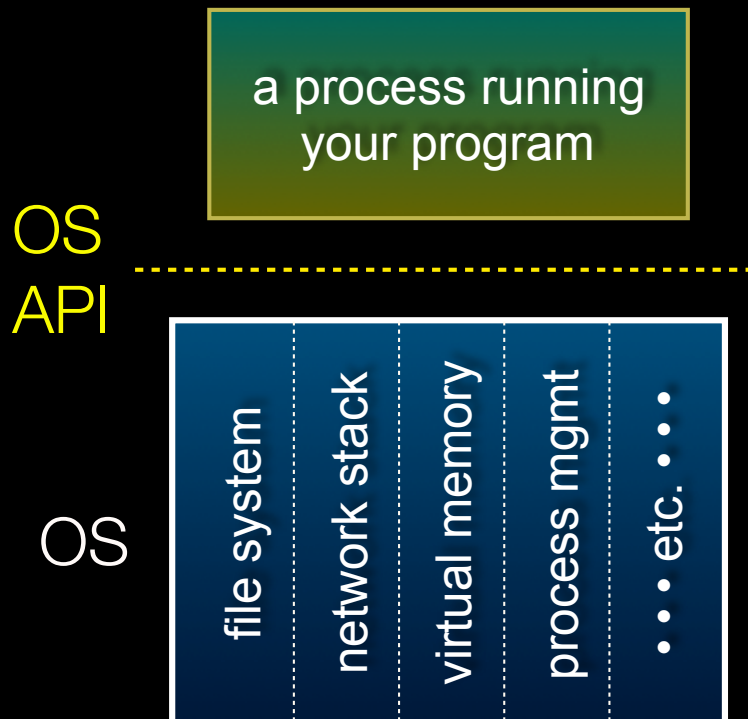 a process running
your program
OS
API
OS
file system
network stack
virtual memory
process mgmt
• • • etc. • • •